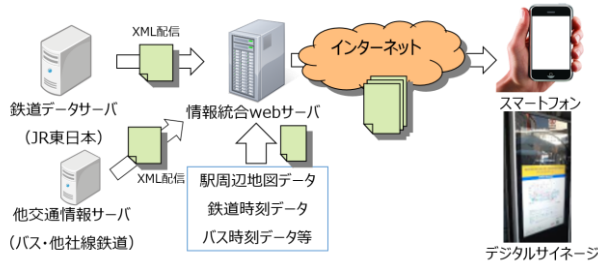 XML配信
インターネット
鉄道データサーバ
(JR東日本)
情報統合webサーバ
スマートフォン
XML配信
他交通情報サーバ
(バス・他社線鉄道)
駅周辺地図データ
鉄道時刻データ
バス時刻データ等
デジタルサイネージ